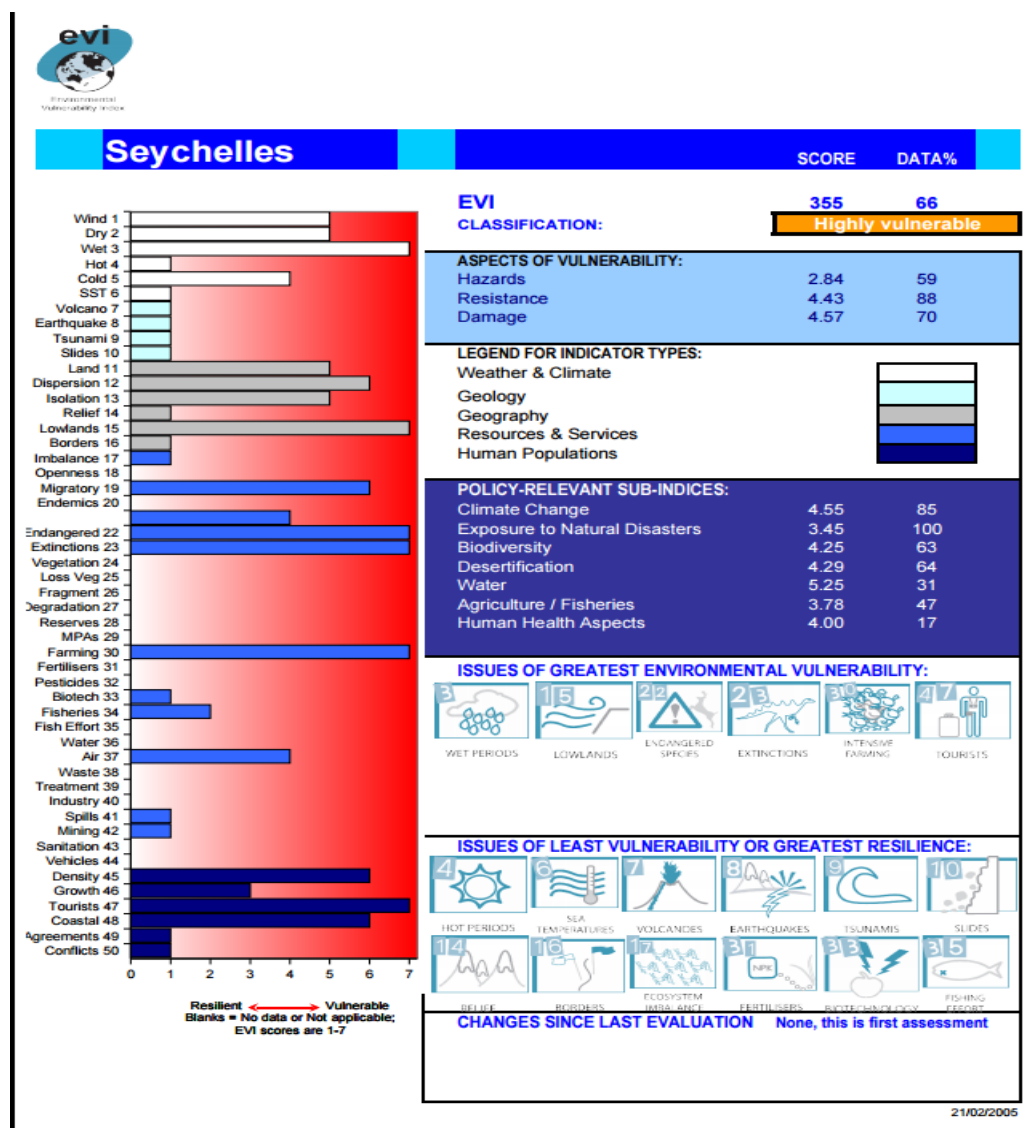 evi
Environmental
Vulnerability Index
Seychelles
SCORE DATA%
EVI 355 66
CLASSIFICATION: Highly vulnerable
ASPECTS OF VULNERABILITY:
Hazards 2.84 59
Resistance 4.43 88
Damage 4.57 70
LEGEND FOR INDICATOR TYPES:
Weather & Climate
Geology
Geography
Resources & Services
Human Populations
POLICY-RELEVANT SUB-INDICES:
Climate Change 4.55 85
Exposure to Natural Disasters 3.45 100
Biodiversity 4.25 63
Desertification 4.29 64
Water 5.25 31
Agriculture / Fisheries 3.78 47
Human Health Aspects 4.00 17
Wind 1
Dry 2
Wet 3
Hot 4
Cold 5
SST 6
Volcano 7
Earthquake 8
Tsunami 9
Slides 10
Land 11
Dispersion 12
Isolation 13
Relief 14
Lowlands 15
Borders 16
Imbalance 17
Openness 18
Migratory 19
Endemics 20
Endangered 22
Extinctions 23
Vegetation 24
Loss Veg 25
Fragment 26
Degradation 27
Reserves 28
MPAs 29
Farming 30
Fertilisers 31
Pesticides 32
Biotech 33
Fisheries 34
Fish Effort 35
Water 36
Air 37
Waste 38
Treatment 39
Industry 40
Spills 41
Mining 42
Sanitation 43
Vehicles 44
Density 45
Growth 46
Tourists 47
Coastal 48
Agreements 49
Conflicts 50
0 1 2 3 4 5 6 7
Resilient Vulnerable
Blanks = No data or Not applicable;
EVI scores are 1-7
ISSUES OF GREATEST ENVIRONMENTAL VULNERABILITY:
3 15 22 23 30 47
WET PERIODS
LOWLANDS
ENDANGERED
SPECIES
EXTINCTIONS
INTENSIVE
FARMING
TOURISTS
ISSUES OF LEAST VULNERABILITY OR GREATEST RESILIENCE:
4 6 7 8 9 10
HOT PERIODS
SEA
TEMPERATURES
VOLCANOES
EARTHQUAKES
TSUNAMIS
SLIDES
14 16 17 31 33 35
NPK
RELIEF
BORDERS
ECOSYSTEM
IMBALANCE
FERTILISERS
BIOTECHNOLOGY
FISHING
EFFORT
CHANGES SINCE LAST EVALUATION None, this is first assessment
21/02/2005